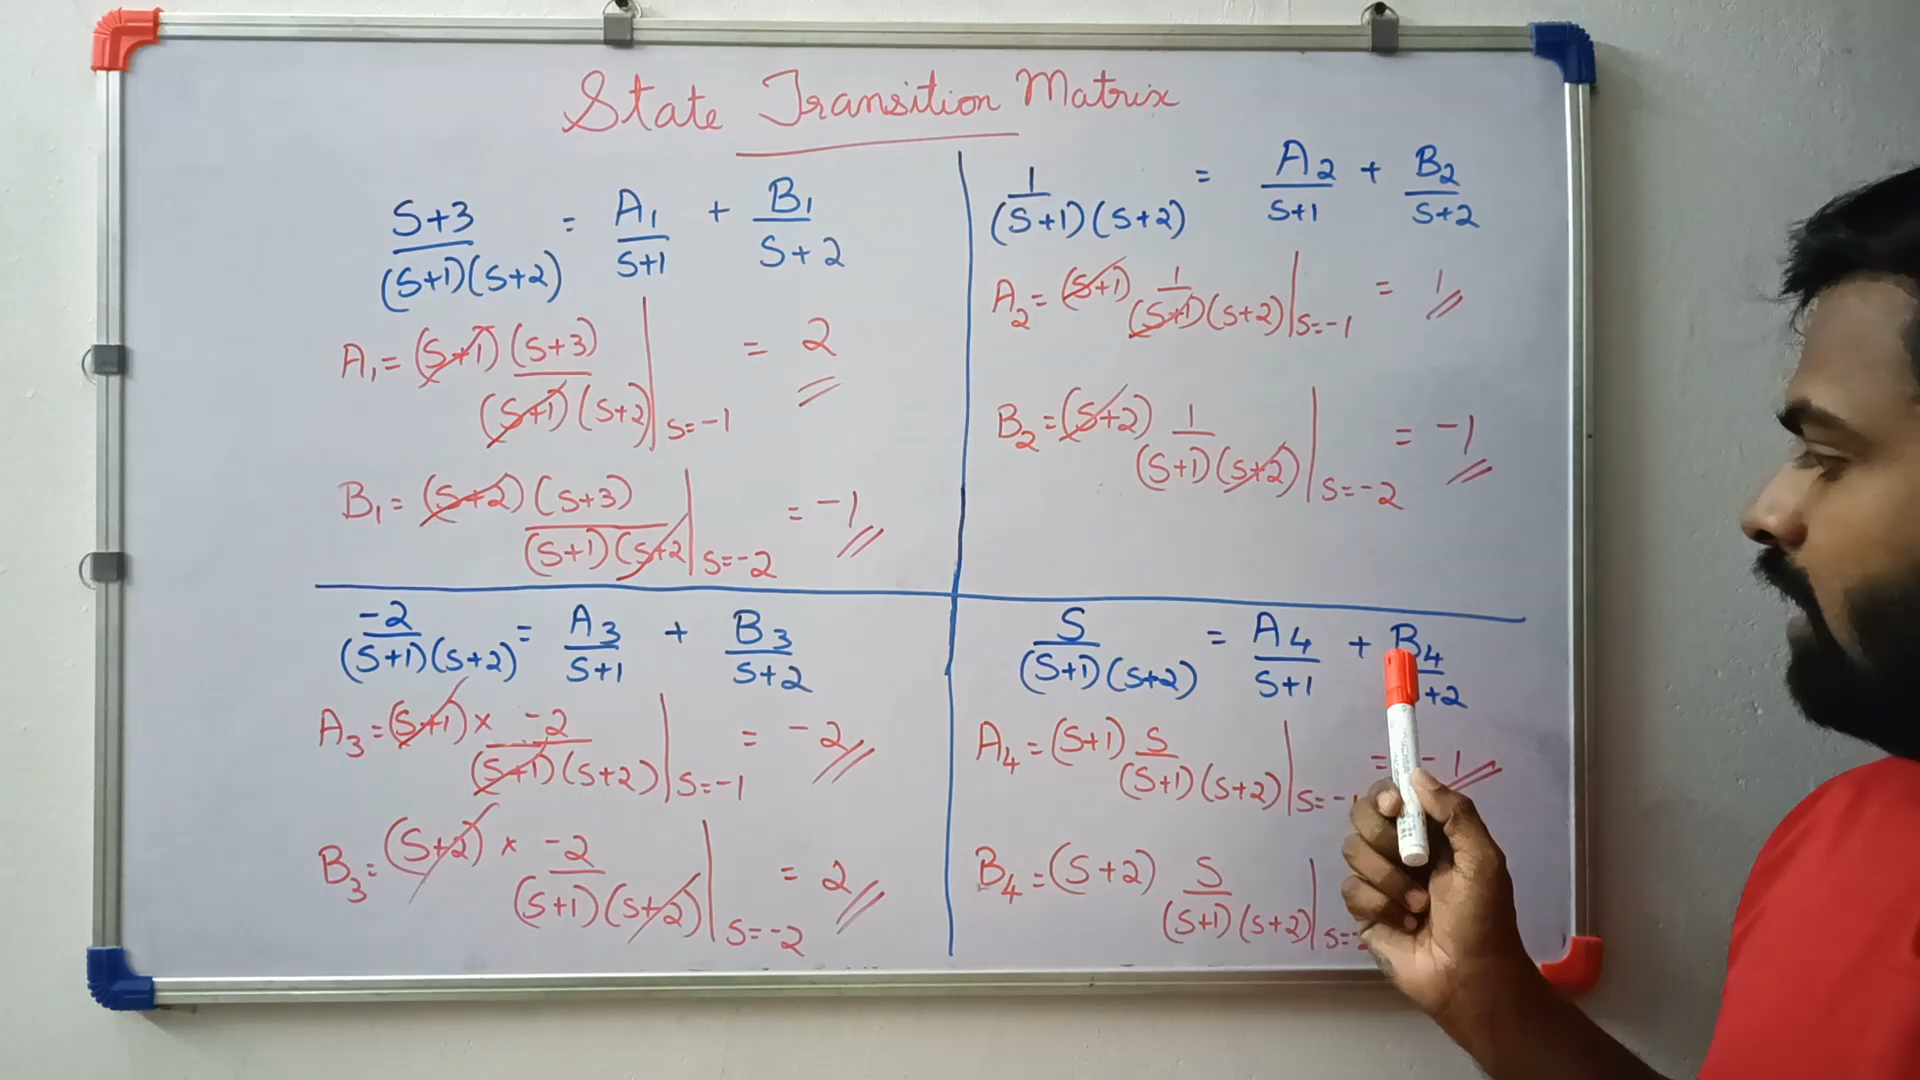 State Transition Matrix
S+3/(S+1)(S+2) = A1/S+1 + B1/S+2
A1 = (S+1) (S+3)/(S+1)(S+2) | S=-1 = 2
B1 = (S+2) (S+3)/(S+1)(S+2 | S=-2 = -1
1/(S+1)(S+2) = A2/S+1 + B2/S+2
A2 = (S+1) 1/(S+1)(S+2) | S=-1 = 1
B2 = (S+2) 1/(S+1)(S+2) | S=-2 = -1
-2/(S+1)(S+2) = A3/S+1 + B3/S+2
A3 = (S+1) × -2/(S+1)(S+2) | S=-1 = -2
B3 = (S+2) × -2/(S+1)(S+2) | S=-2 = 2
S/(S+1)(S+2) = A4/S+1 + B4/+2
A4 = (S+1) S/(S+1)(S+2) | S=- = -1
B4 = (S+2) S/(S+1)(S+2) | S=-